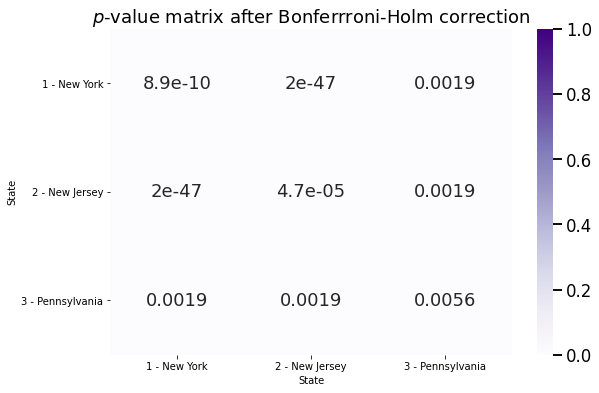 p-value matrix after Bonferrroni-Holm correction
1 - New York
8.9e-10
2e-47
0.0019
2 - New Jersey
2e-47
4.7e-05
0.0019
3 - Pennsylvania
0.0019
0.0019
0.0056
State
1 - New York
2 - New Jersey
3 - Pennsylvania
State
1.0
0.8
0.6
0.4
0.2
0.0